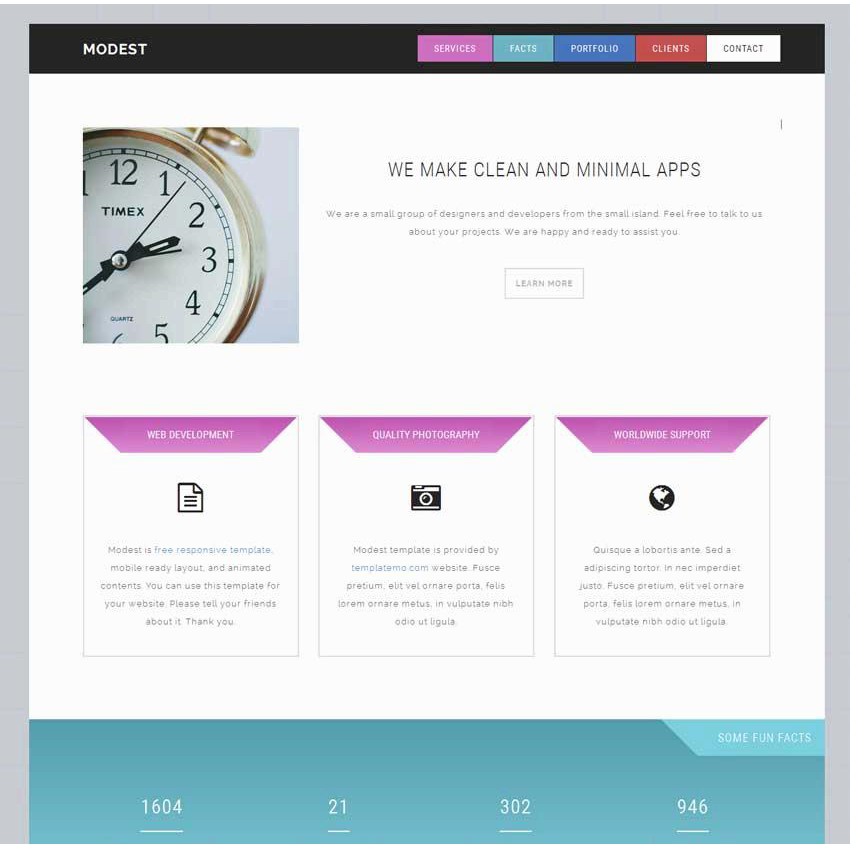 MODEST
SERVICES
FACTS
PORTFOLIO
CLIENTS
CONTACT
12
1
TIMEX
2
3
4
QUARTZ
5
6
WE MAKE CLEAN AND MINIMAL APPS
We are a small group of designers and developers from the small island. Feel free to talk to us
about your projects. We are happy and ready to assist you.
LEARN MORE
WEB DEVELOPMENT
Modest is free responsive template,
mobile ready layout, and animated
contents. You can use this template for
your website. Please tell your friends
about it. Thank you.
QUALITY PHOTOGRAPHY
Modest template is provided by
templatemo.com website. Fusce
pretium, elit vel ornare porta, felis
lorem ornare metus, in vulputate nibh
odio ut ligula.
WORLDWIDE SUPPORT
Quisque a lobortis ante. Sed a
adipiscing tortor. In nec imperdiet
justo. Fusce pretium, elit vel ornare
porta, felis lorem ornare metus, in
vulputate nibh odio ut ligula.
SOME FUN FACTS
1604
21
302
946